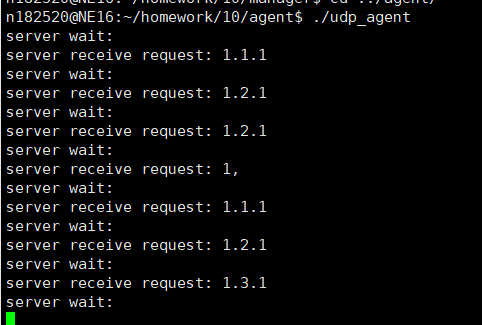 n182520@NE16:~/homework/10/manager$ cd ../agent/
n182520@NE16:~/homework/10/agent$ ./udp_agent
server wait:
server receive request: 1.1.1
server wait:
server receive request: 1.2.1
server wait:
server receive request: 1.2.1
server wait:
server receive request: 1,
server wait:
server receive request: 1.1.1
server wait:
server receive request: 1.2.1
server wait:
server receive request: 1.3.1
server wait: